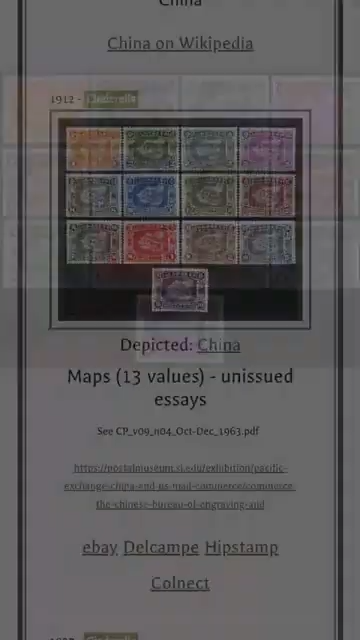 China
China on Wikipedia
1912 - Cinderella
Depicted: China
Maps (13 values) - unissued
essays
See CP_v09_n04_Oct-Dec_1963.pdf
https://postalmuseum.si.edu/exhibition/pacific-
exchange-china-and-us-mail-commerce/commerce-
the-chinese-bureau-of-engraving-and
ebay Delcampe Hipstamp
Colnect